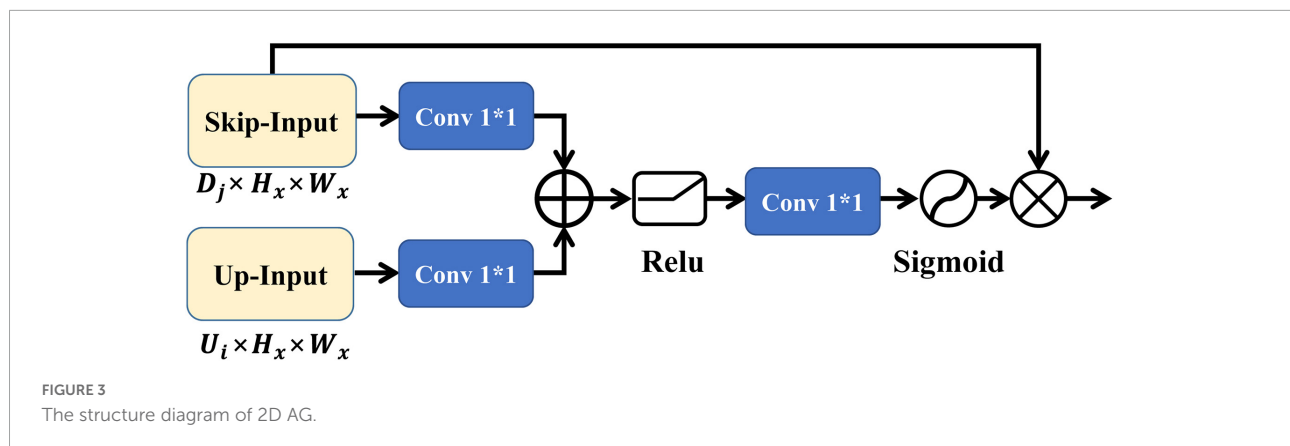 Skip-Input
Conv 1*1
D_j × H_x × W_x
Conv 1*1
Up-Input
Conv 1*1
Relu
Sigmoid
U_i × H_x × W_x
FIGURE 3
The structure diagram of 2D AG.